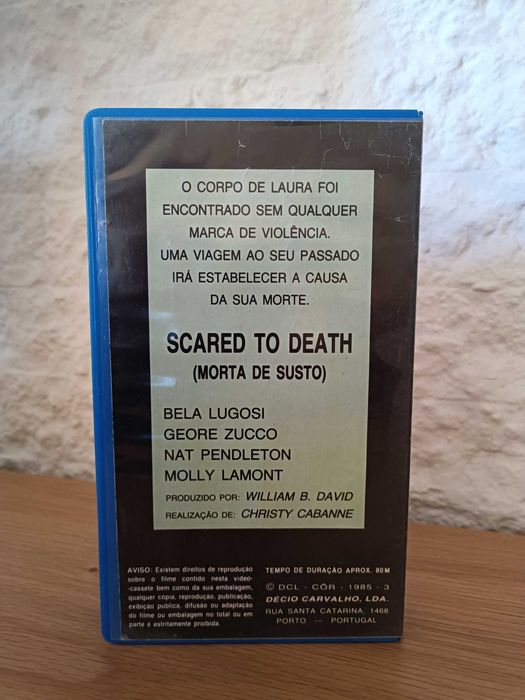 O CORPO DE LAURA FOI
ENCONTRADO SEM QUALQUER
MARCA DE VIOLÊNCIA.
UMA VIAGEM AO SEU PASSADO
IRÁ ESTABELECER A CAUSA
DA SUA MORTE.
SCARED TO DEATH
(MORTA DE SUSTO)
BELA LUGOSI
GEORE ZUCCO
NAT PENDLETON
MOLLY LAMONT
PRODUZIDO POR: WILLIAM B. DAVID
REALIZAÇÃO DE: CHRISTY CABANNE
AVISO: Existem direitos de reprodução
sobre o filme contido nesta video-
-cassete bem como da sua embalagem,
qualquer cópia, reprodução, publicação,
exibição publica, difusão ou adaptação
do filme ou embalagem no total ou em
parte é estritamente proibida.
TEMPO DE DURAÇÃO APROX. 80M
© DCL - CÔR - 1985 - 3
DÉCIO CARVALHO, LDA.
RUA SANTA CATARINA, 1468
PORTO — PORTUGAL